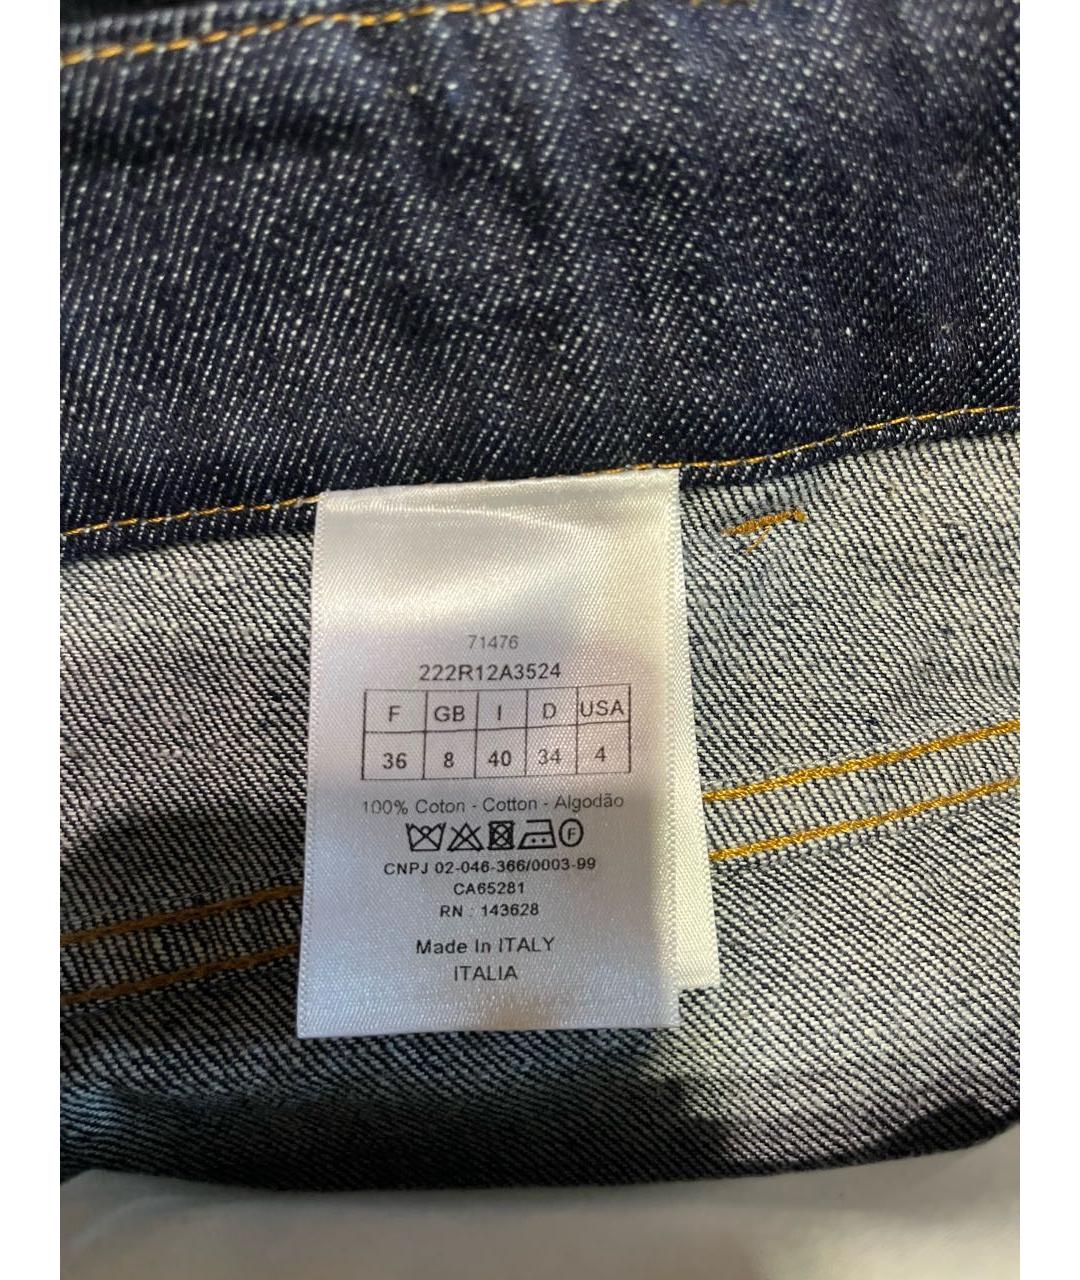 71476
222R12A3524
F GB I D USA
36 8 40 34 4
100% Coton - Cotton - Algodão
F
CNPJ 02-046-366/0003-99
CA65281
RN : 143628
Made In ITALY
ITALIA